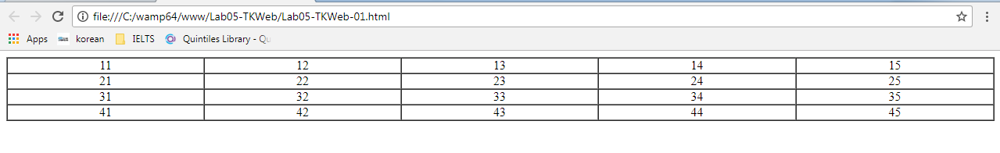 file:///C:/wamp64/www/Lab05-TKWeb/Lab05-TKWeb-01.html
Apps korean IELTS Quintiles Library - Qu
11 12 13 14 15
21 22 23 24 25
31 32 33 34 35
41 42 43 44 45